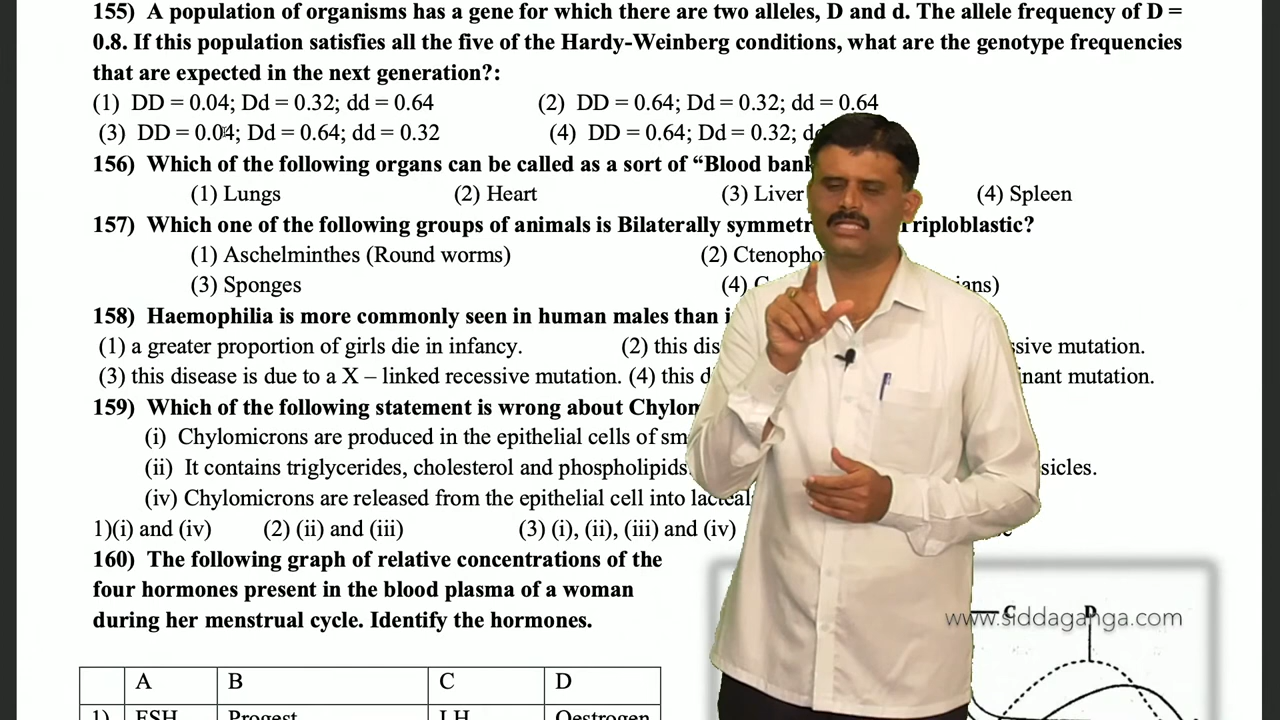 155) A population of organisms has a gene for which there are two alleles, D and d. The allele frequency of D =
0.8. If this population satisfies all the five of the Hardy-Weinberg conditions, what are the genotype frequencies
that are expected in the next generation?:
(1) DD = 0.04; Dd = 0.32; dd = 0.64 (2) DD = 0.64; Dd = 0.32; dd = 0.64
(3) DD = 0.04; Dd = 0.64; dd = 0.32 (4) DD = 0.64; Dd = 0.32;
156) Which of the following organs can be called as a sort of “Blood bank
(1) Lungs (2) Heart (3) Liver (4) Spleen
157) Which one of the following groups of animals is Bilaterally Triploblastic?
(1) Aschelminthes (Round worms) (2)
(3) Sponges (4)
158) Haemophilia is more commonly seen in human males than
(1) a greater proportion of girls die in infancy. (2) this mutation.
(3) this disease is due to a X – linked recessive mutation. (4) this mutation.
159) Which of the following statement is wrong about
(i) Chylomicrons are produced in the epithelial cells of
(ii) It contains triglycerides, cholesterol and phospholipids
(iv) Chylomicrons are released from the epithelial cell into
1)(i) and (iv) (2) (ii) and (iii) (3) (i), (ii), (iii) and (iv)
160) The following graph of relative concentrations of the
four hormones present in the blood plasma of a woman
during her menstrual cycle. Identify the hormones.
C D
www.siddaganga.com
A B C D
1) FSH Progest LH Oestrogen